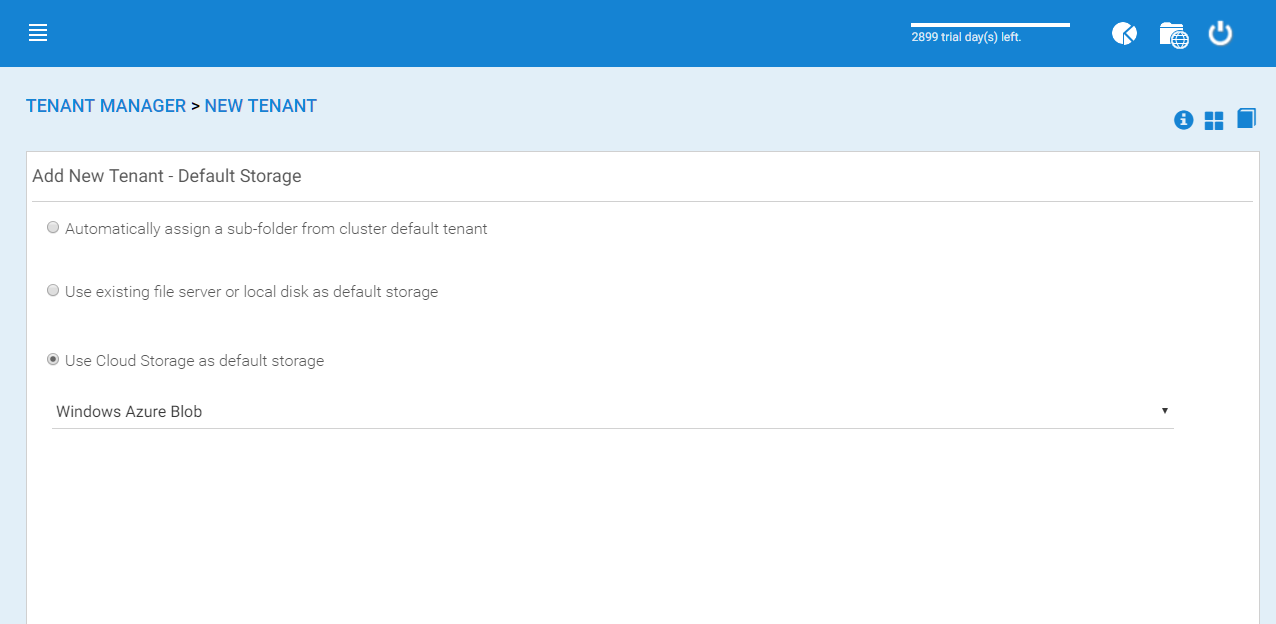 2899 trial day(s) left.
TENANT MANAGER > NEW TENANT
Add New Tenant - Default Storage
Automatically assign a sub-folder from cluster default tenant
Use existing file server or local disk as default storage
Use Cloud Storage as default storage
Windows Azure Blob